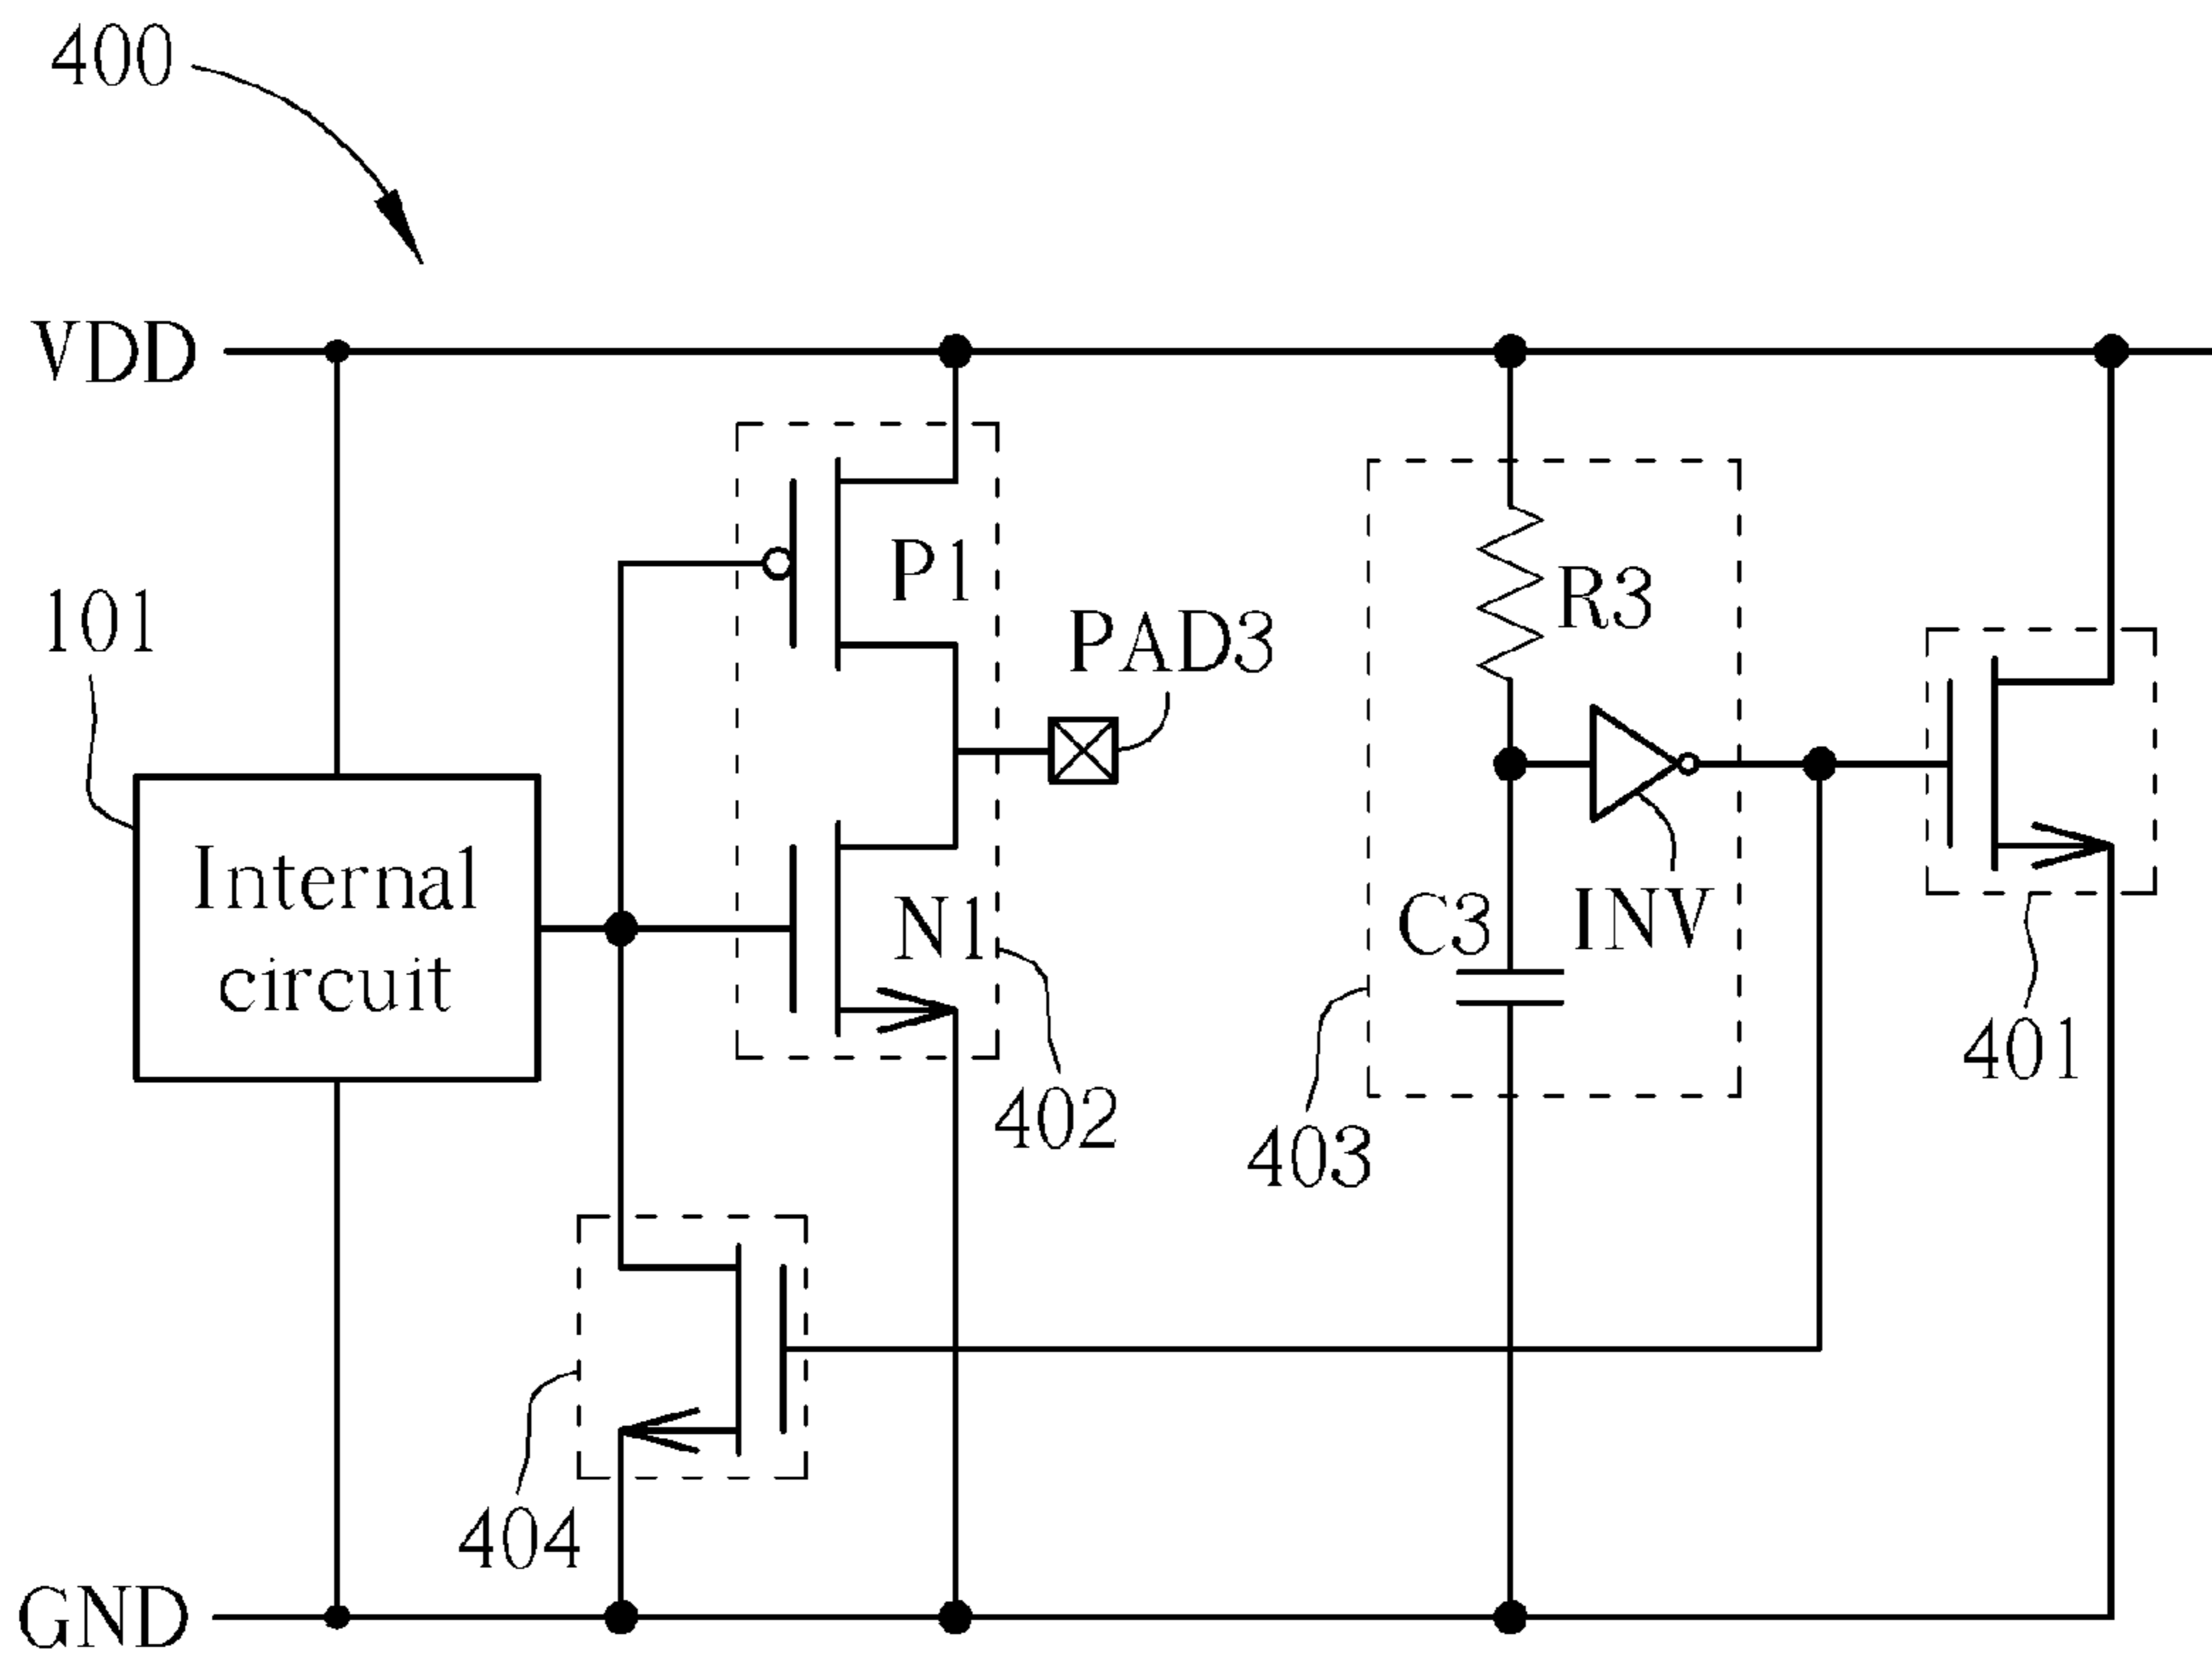 400
VDD
P1
R3
101
PAD3
Internal
circuit
N1
C3
INV
401
402
403
404
GND